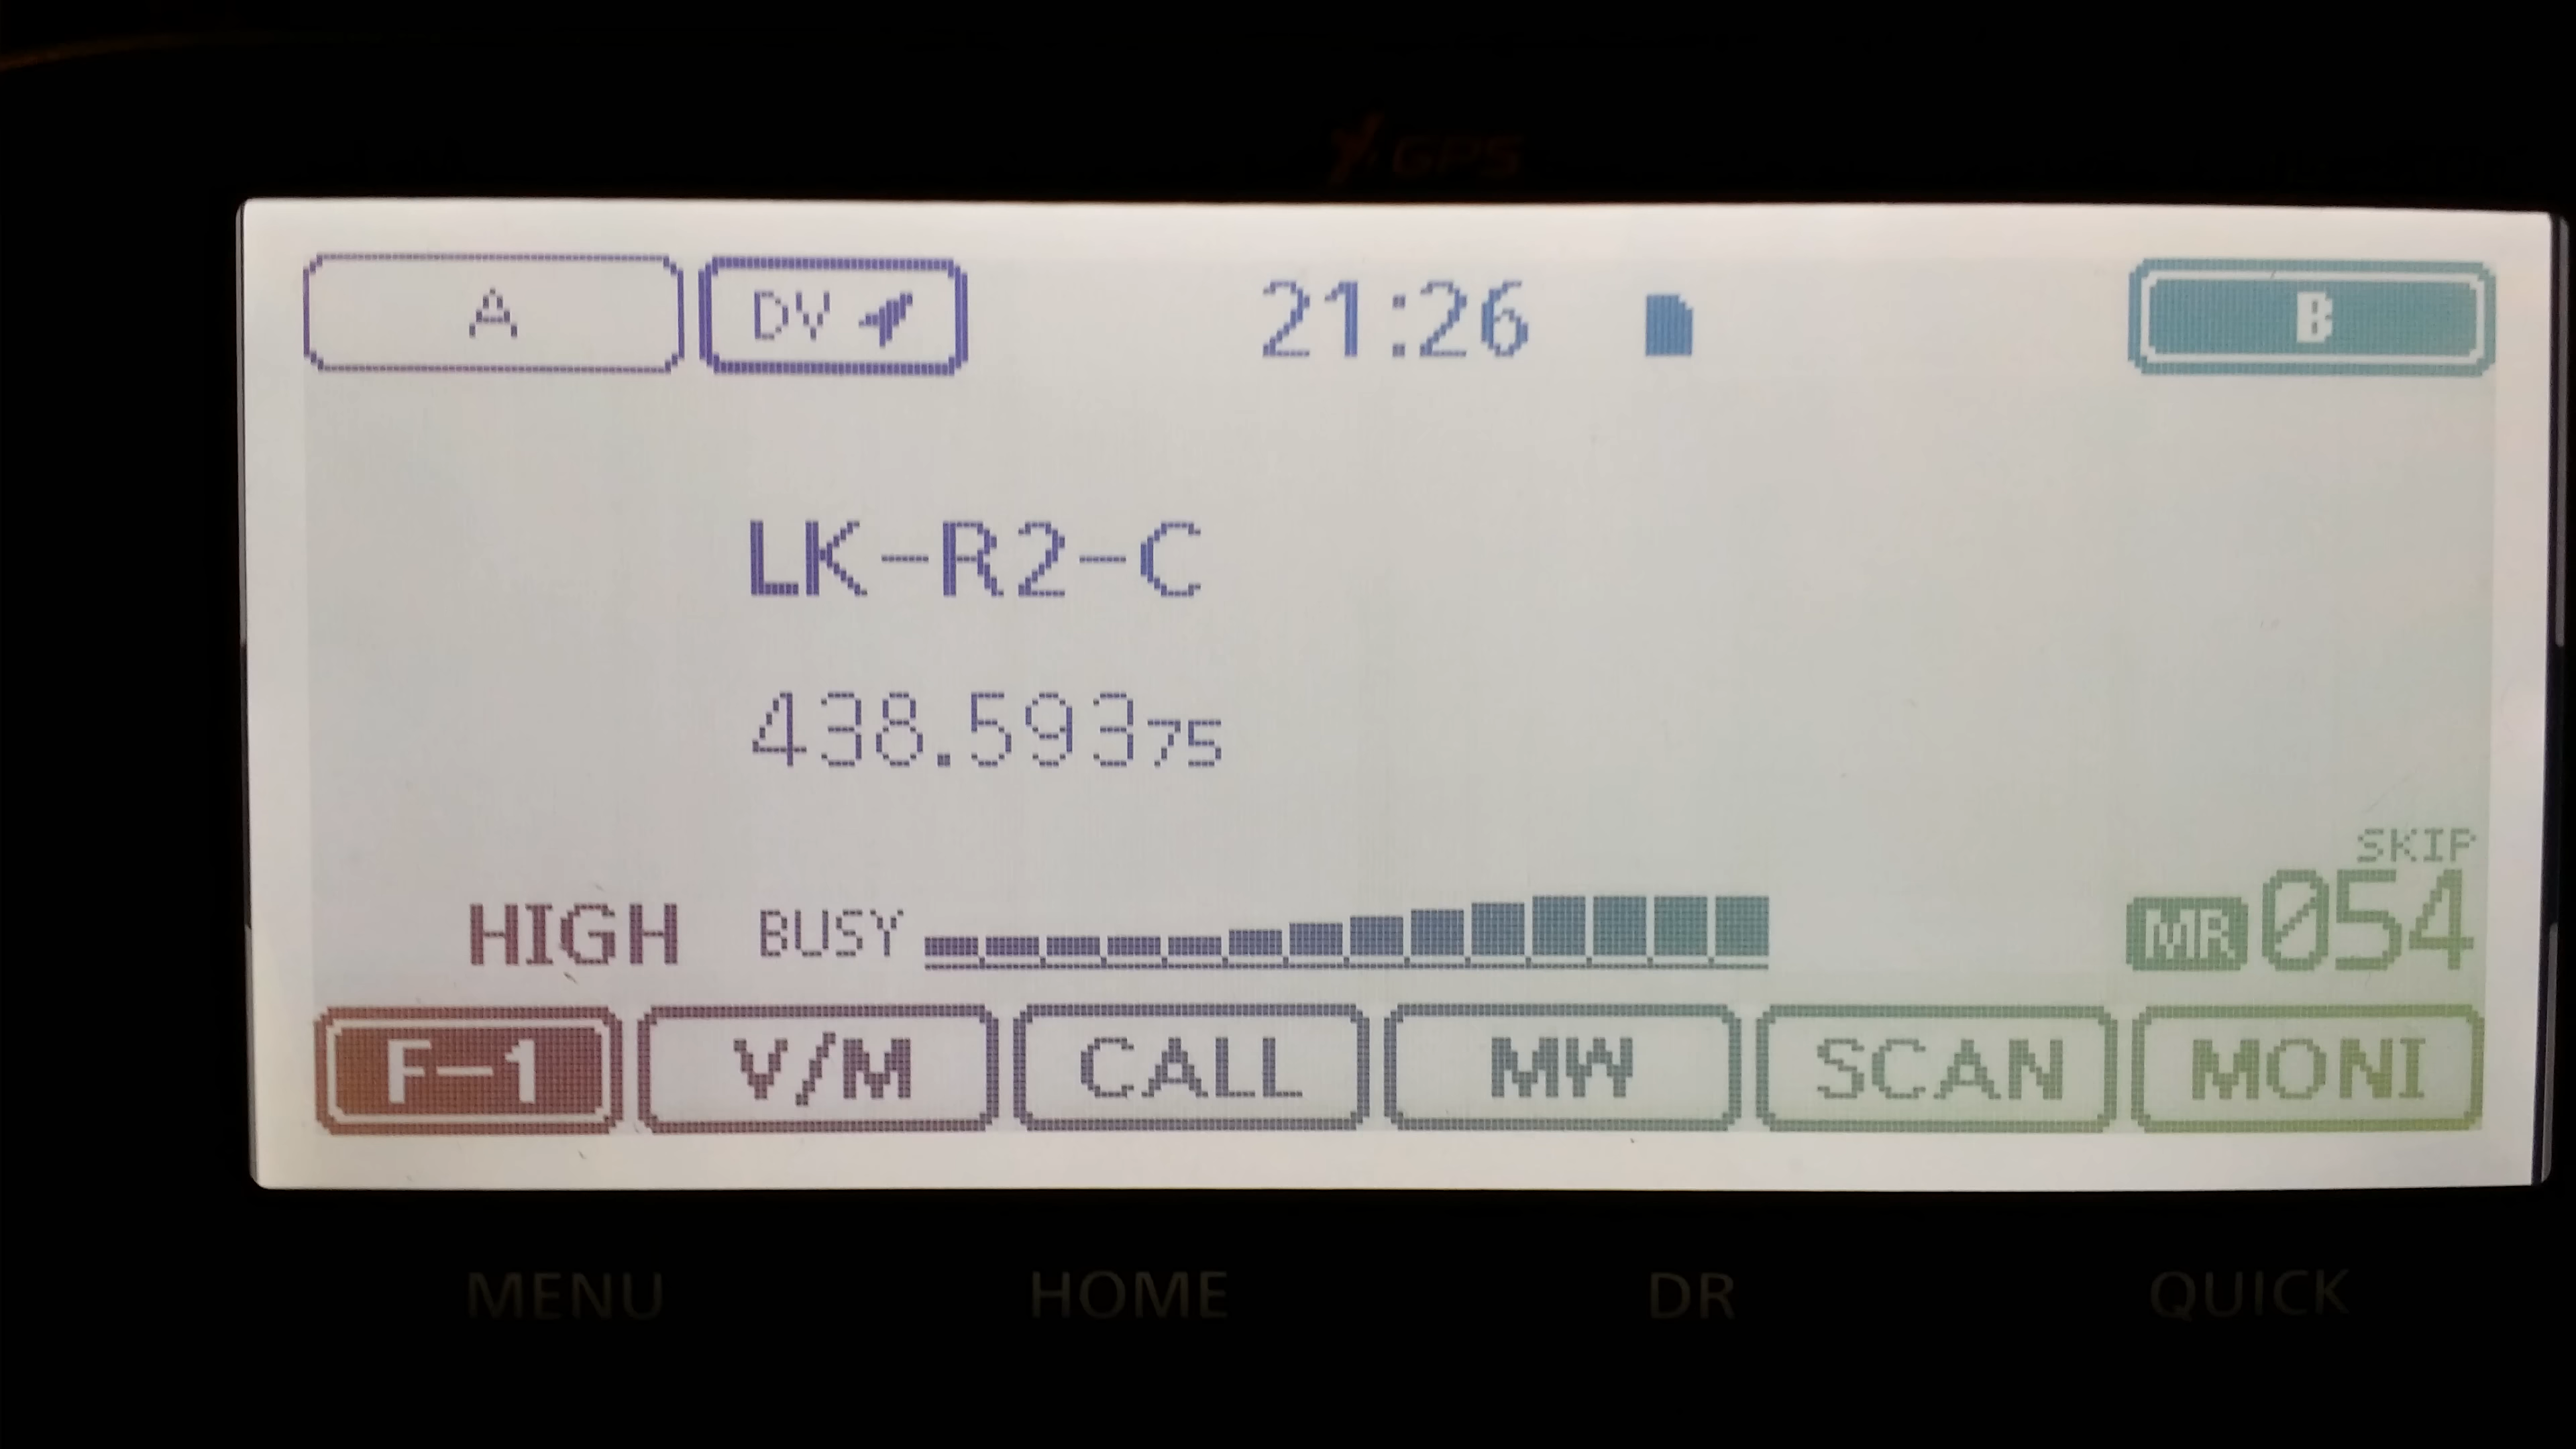 GPS
A DV 21:26 B
LK-R2-C
438.59375
SKIP
HIGH BUSY MR 054
F-1 V/M CALL MW SCAN MONI
MENU HOME DR QUICK